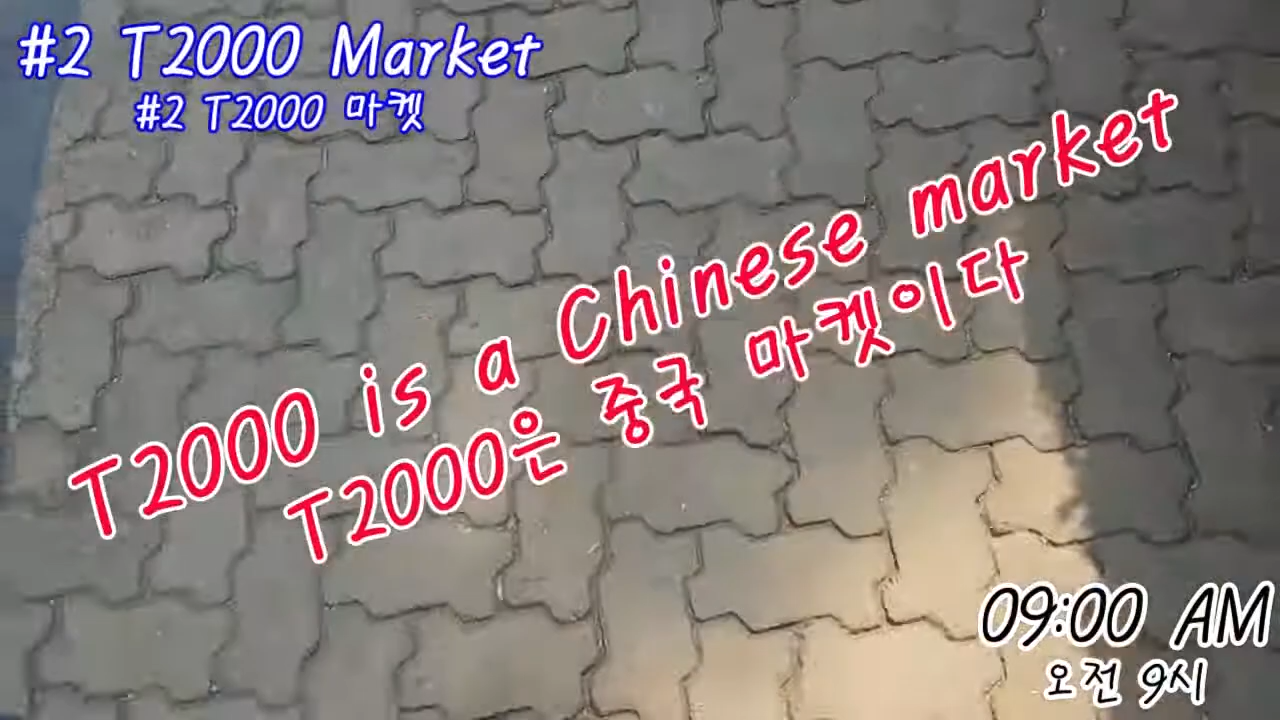 #2 T2000 Market
#2 T2000 마켓
T2000 is a Chinese market
T2000은 중국 마켓이다
09:00 AM
오전 9시